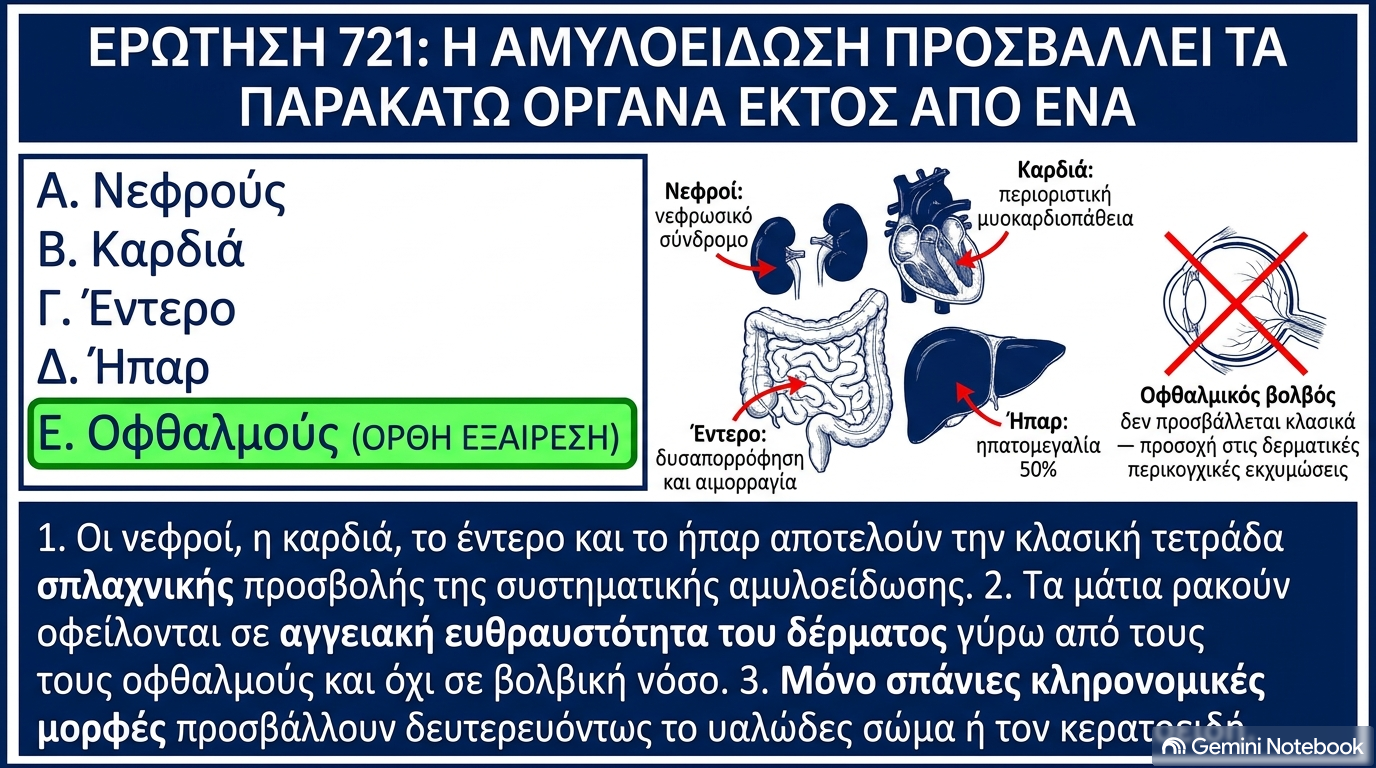 ΕΡΩΤΗΣΗ 721: Η ΑΜΥΛΟΕΙΔΩΣΗ ΠΡΟΣΒΑΛΛΕΙ ΤΑ
ΠΑΡΑΚΑΤΩ ΟΡΓΑΝΑ ΕΚΤΟΣ ΑΠΟ ΕΝΑ
Α. Νεφρούς
Β. Καρδιά
Γ. Έντερο
Δ. Ήπαρ
Ε. Οφθαλμούς (ΟΡΘΗ ΕΞΑΙΡΕΣΗ)
Νεφροί:
νεφρωσικό
σύνδρομο
Καρδιά:
περιοριστική
μυοκαρδιοπάθεια
Έντερο:
δυσαπορρόφηση
και αιμορραγία
Ήπαρ:
ηπατομεγαλία
50%
Οφθαλμικός βολβός
δεν προσβάλλεται κλασικά
— προσοχή στις δερματικές
περικογχικές εκχυμώσεις
1. Οι νεφροί, η καρδιά, το έντερο και το ήπαρ αποτελούν την κλασική τετράδα
σπλαχνικής προσβολής της συστηματικής αμυλοείδωσης. 2. Τα μάτια ρακούν
οφείλονται σε αγγειακή ευθραυστότητα του δέρματος γύρω από τους
τους οφθαλμούς και όχι σε βολβική νόσο. 3. Μόνο σπάνιες κληρονομικές
μορφές προσβάλλουν δευτερευόντως το υαλώδες σώμα ή τον κερατοειδή.
Gemini Notebook